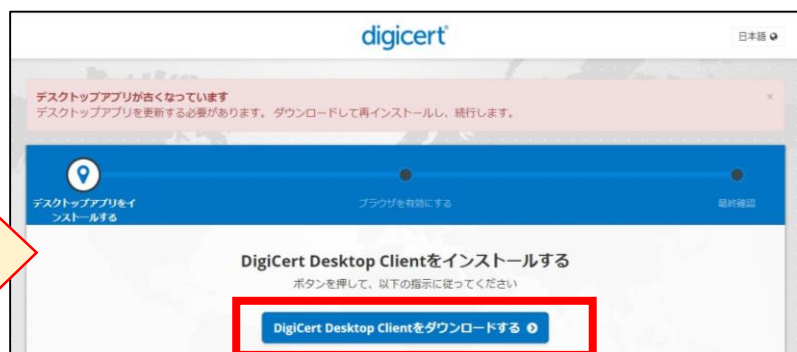 digicert
日本語
デスクトップアプリが古くなっています
デスクトップアプリを更新する必要があります。 ダウンロードして再インストールし、続行します。
×
デスクトップアプリをイ
ンストールする
ブラウザを有効にする
最終確認
DigiCert Desktop Clientをインストールする
ボタンを押して、以下の指示に従ってください
DigiCert Desktop Clientをダウンロードする